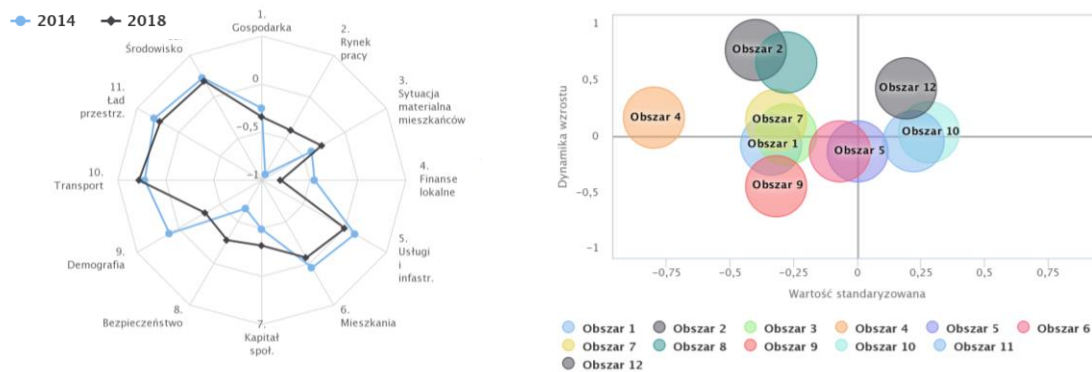 2014 2018
1.
Gospodarka
2.
Rynek
pracy
3.
Sytuacja
materialna
mieszkańców
4.
Finanse
lokalne
5.
Usługi
i
infastr.
6.
Mieszkania
7.
Kapitał
społ.
8.
Bezpieczeństwo
9.
Demografia
10.
Transport
11.
Ład
przestrz.
Środowisko
0
-0,5
-1
Dynamika wzrostu
1
0,5
0
-0,5
-1
Obszar 2
Obszar 12
Obszar 4
Obszar 7
Obszar 10
Obszar 1
Obszar 5
Obszar 9
-0,75 -0,5 -0,25 0 0,25 0,5 0,75
Wartość standaryzowana
Obszar 1 Obszar 2 Obszar 3 Obszar 4 Obszar 5 Obszar 6
Obszar 7 Obszar 8 Obszar 9 Obszar 10 Obszar 11
Obszar 12